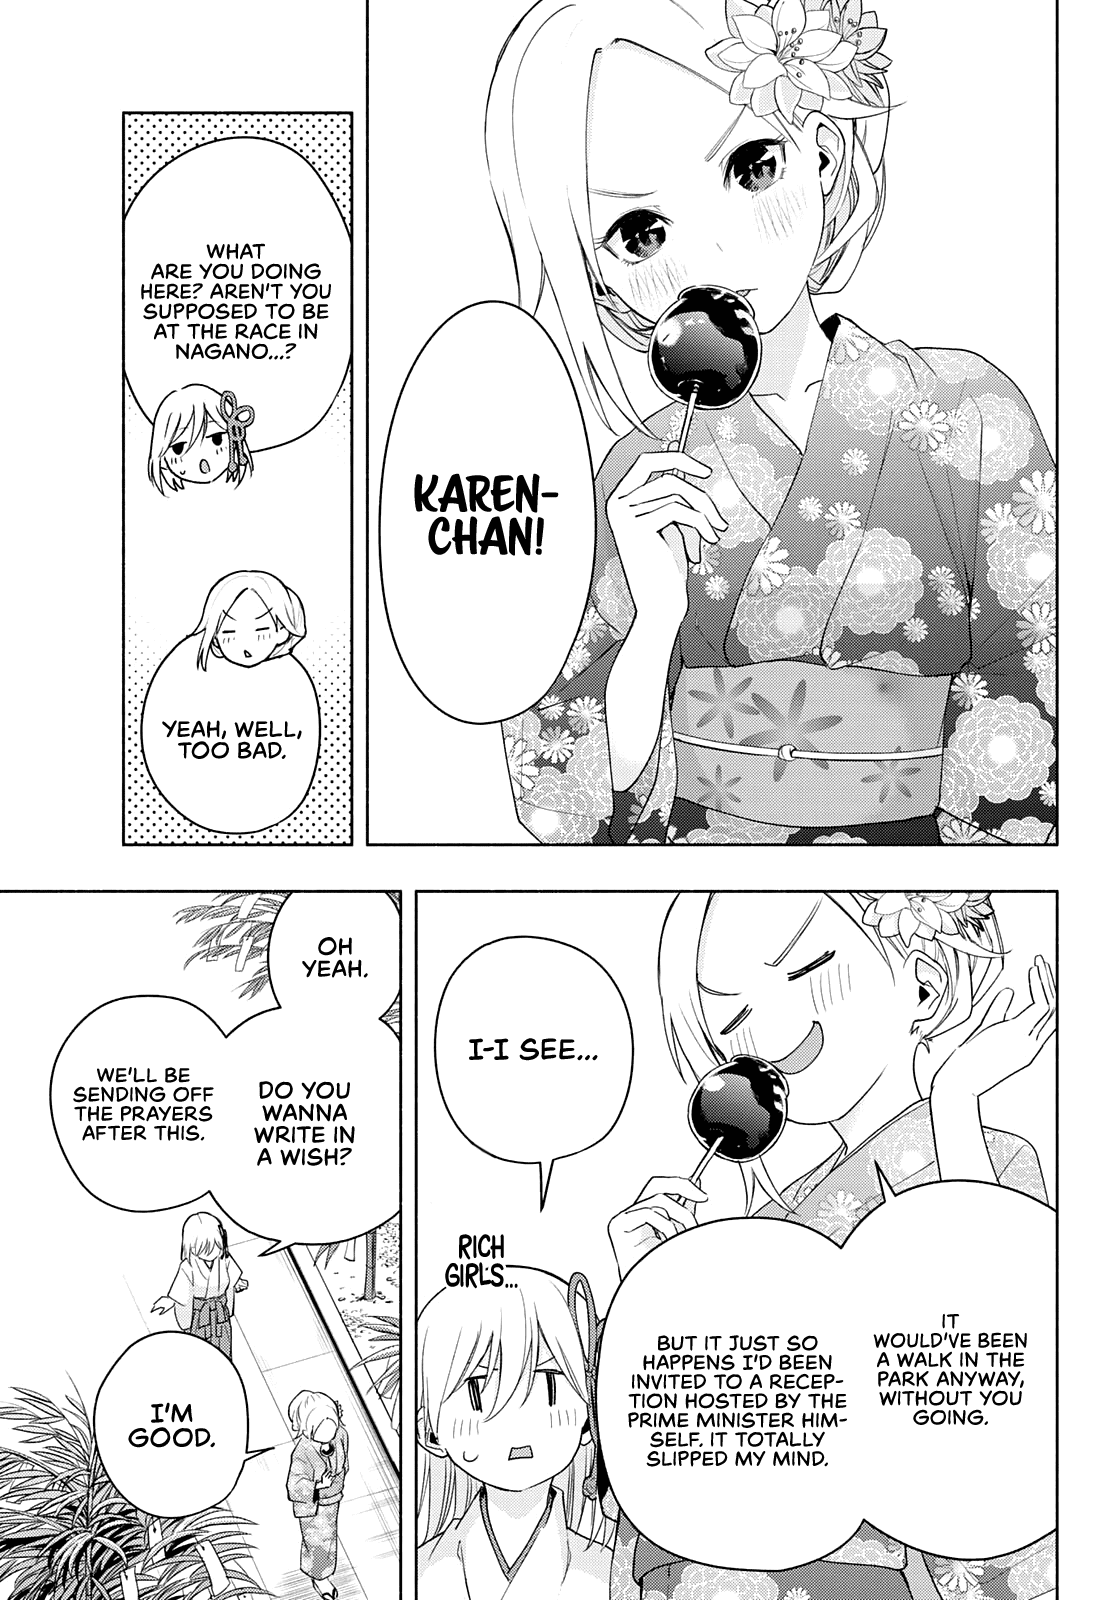 KAREN-
CHAN!
WHAT
ARE YOU DOING
HERE? AREN'T YOU
SUPPOSED TO BE
AT THE RACE IN
NAGANO...?
YEAH, WELL,
TOO BAD.
IT
WOULD'VE BEEN
A WALK IN THE
PARK ANYWAY,
WITHOUT YOU
GOING.
BUT IT JUST SO
HAPPENS I'D BEEN
INVITED TO A RECEP-
TION HOSTED BY THE
PRIME MINISTER HIM-
SELF. IT TOTALLY
SLIPPED MY MIND.
I-I SEE...
RICH
GIRLS...
OH
YEAH.
DO YOU
WANNA
WRITE IN
A WISH?
WE'LL BE
SENDING OFF
THE PRAYERS
AFTER THIS.
I'M
GOOD.